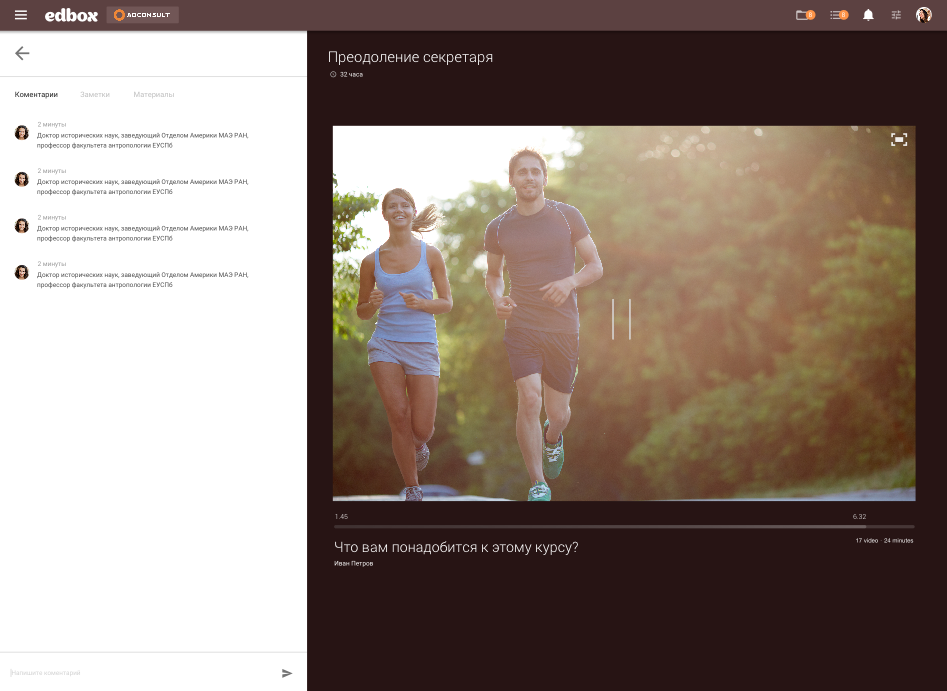 edbox
ADCONSULT
8
8
Коментарии
Заметки
Материалы
2 минуты
Доктор исторических наук, заведующий Отделом Америки МАЭ РАН,
профессор факультета антропологии ЕУСПб
2 минуты
Доктор исторических наук, заведующий Отделом Америки МАЭ РАН,
профессор факультета антропологии ЕУСПб
2 минуты
Доктор исторических наук, заведующий Отделом Америки МАЭ РАН,
профессор факультета антропологии ЕУСПб
2 минуты
Доктор исторических наук, заведующий Отделом Америки МАЭ РАН,
профессор факультета антропологии ЕУСПб
Напишите коментарий
Преодоление секретаря
32 часа
1.45
6.32
Что вам понадобится к этому курсу?
17 video · 24 minutes
Иван Петров